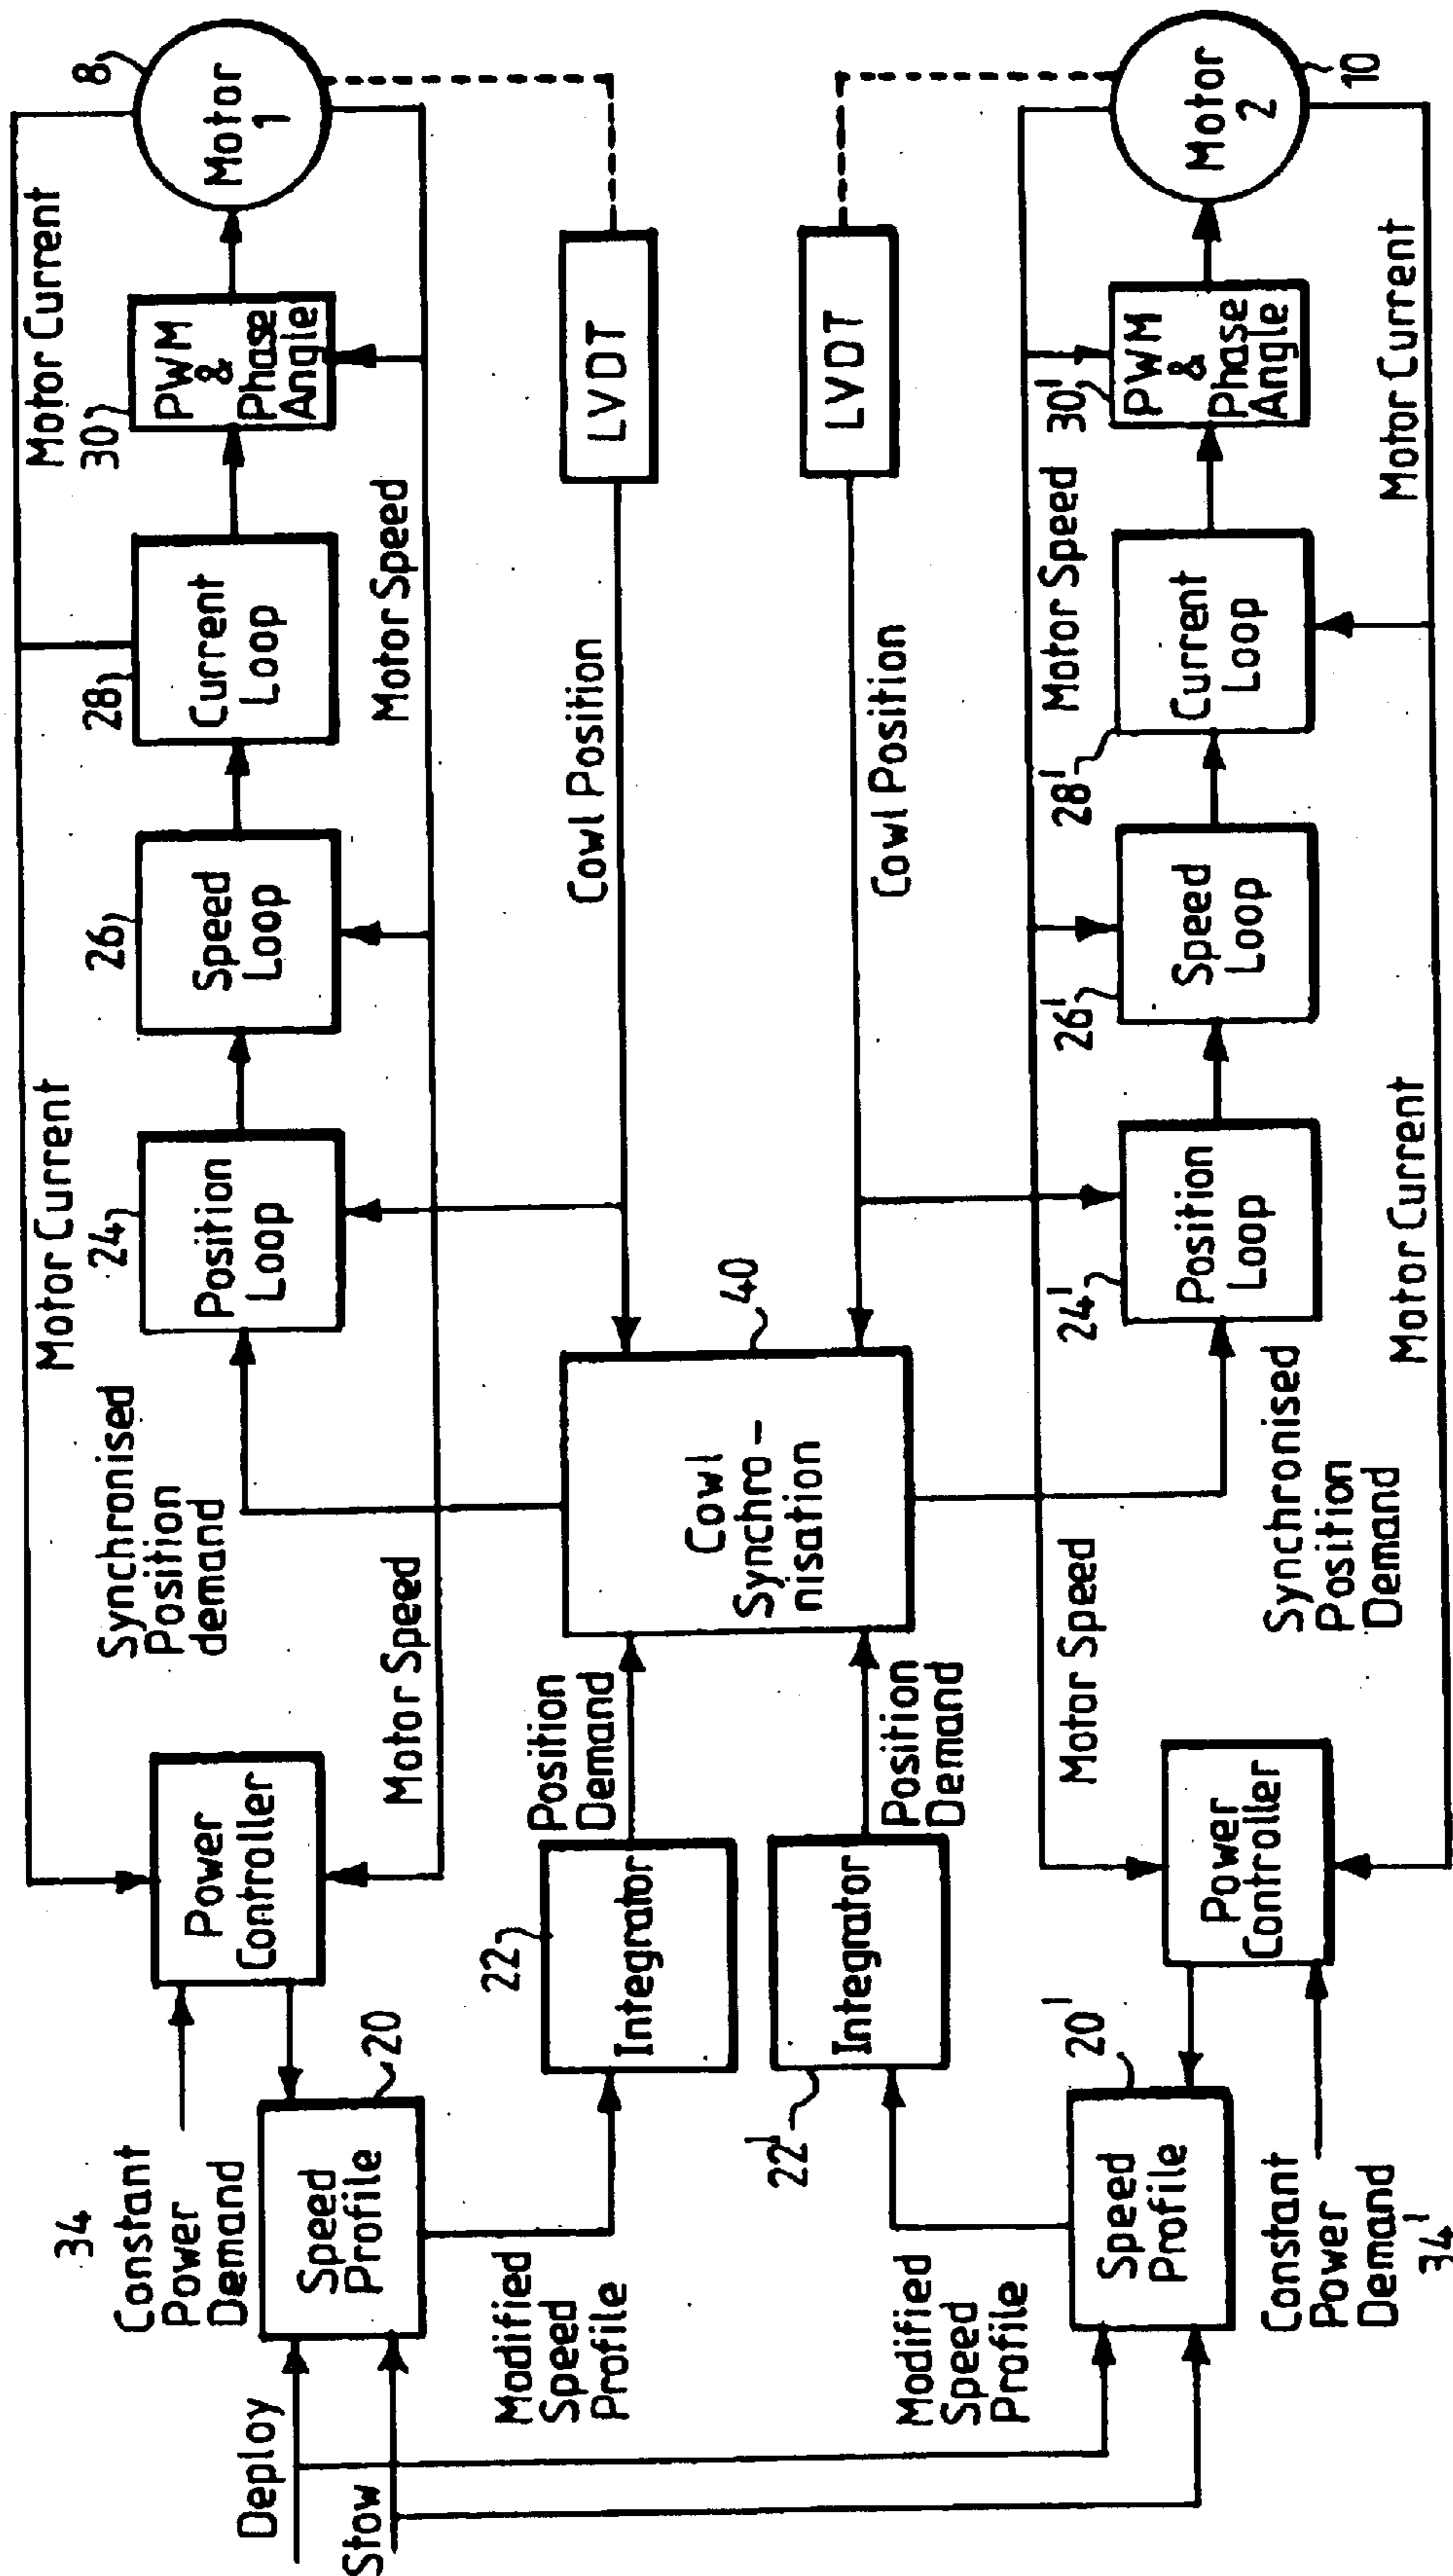 Deploy
Stow
34
Constant
Power
Demand
Speed
Profile
20
Power
Controller
Motor Current
Motor Speed
Modified
Speed
Profile
22
Integrator
Position
Demand
Synchronised
Position
demand
24
Position
Loop
26
Speed
Loop
28
Current
Loop
30
PWM
&
Phase
Angle
Motor
1
8
Motor Current
Motor Speed
LVDT
Cowl Position
40
Cowl
Synchro-
nisation
LVDT
Cowl Position
Modified
Speed
Profile
22'
Integrator
Position
Demand
Speed
Profile
20'
Constant
Power
Demand
34'
Power
Controller
Motor Speed
Synchronised
Position
Demand
24'
Position
Loop
26'
Speed
Loop
28'
Current
Loop
30'
PWM
&
Phase
Angle
Motor
2
10
Motor Speed
Motor Current
Motor Current